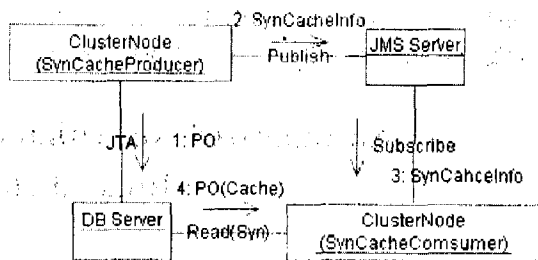 2: SynCacheInfo
ClusterNode
(SynCacheProducer)
Publish
JMS Server
JTA
1: PO
Subscribe
4: PO(Cache)
3: SynCahceInfo
DB Server
Read(Syn)
ClusterNode
(SynCacheComsumer)